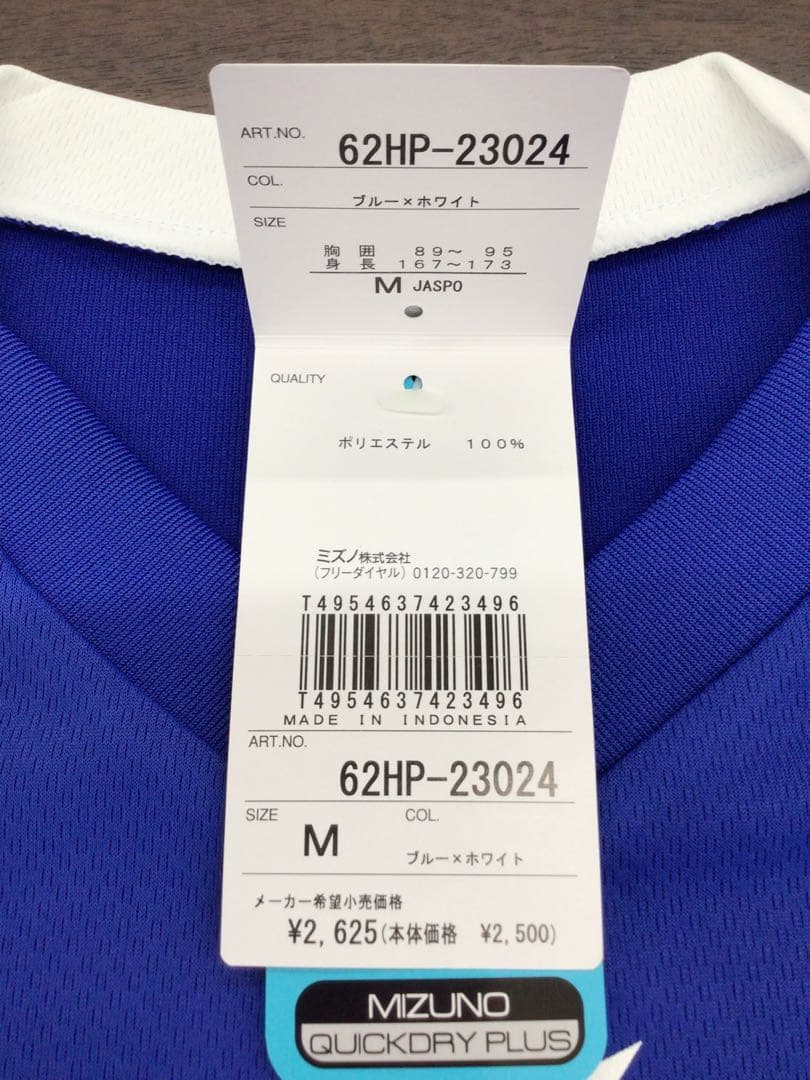 ART.NO. 62HP-23024
COL.
ブルー×ホワイト
SIZE
胸 囲 89〜 95
身 長 167〜173
M JASPO
QUALITY
ポリエステル 100%
ミズノ株式会社
(フリーダイヤル) 0120-320-799
T4954637423496
T4954637423496
MADE IN INDONESIA
ART.NO.
62HP-23024
SIZE COL.
M ブルー×ホワイト
メーカー希望小売価格
¥2,625(本体価格 ¥2,500)
MIZUNO
QUICKDRY PLUS